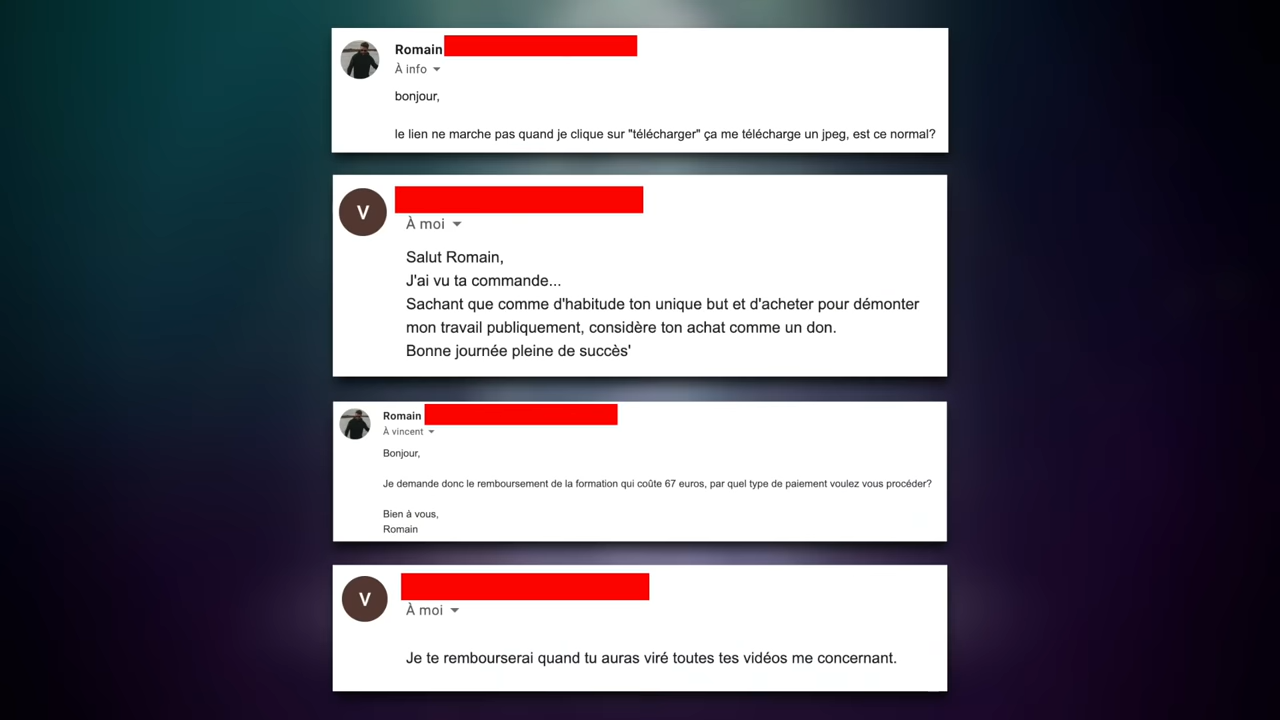 Romain
À info
bonjour,
le lien ne marche pas quand je clique sur "télécharger" ça me télécharge un jpeg, est ce normal?
V
À moi
Salut Romain,
J'ai vu ta commande...
Sachant que comme d'habitude ton unique but et d'acheter pour démonter
mon travail publiquement, considère ton achat comme un don.
Bonne journée pleine de succès'
Romain
À vincent
Bonjour,
Je demande donc le remboursement de la formation qui coûte 67 euros, par quel type de paiement voulez vous procéder?
Bien à vous,
Romain
V
À moi
Je te rembourserai quand tu auras viré toutes tes vidéos me concernant.